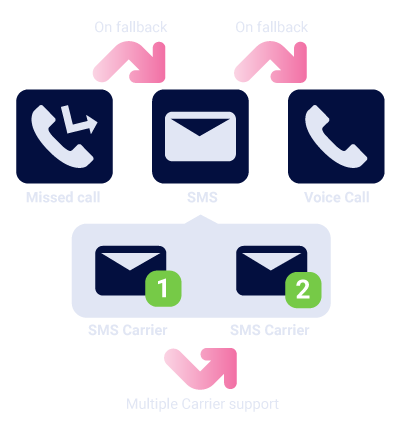 On fallback
On fallback
Missed call
SMS
Voice Call
1
2
SMS Carrier
SMS Carrier
Multiple Carrier support